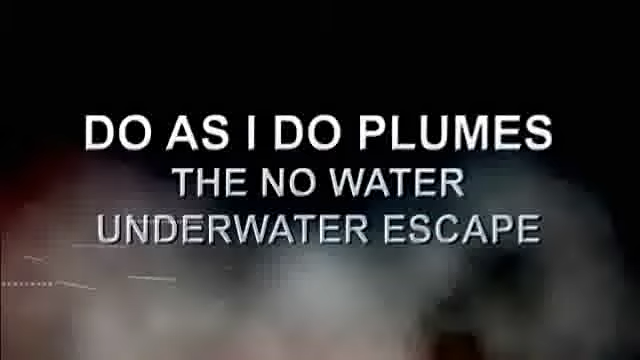 DO AS I DO PLUMES
THE NO WATER
UNDERWATER ESCAPE